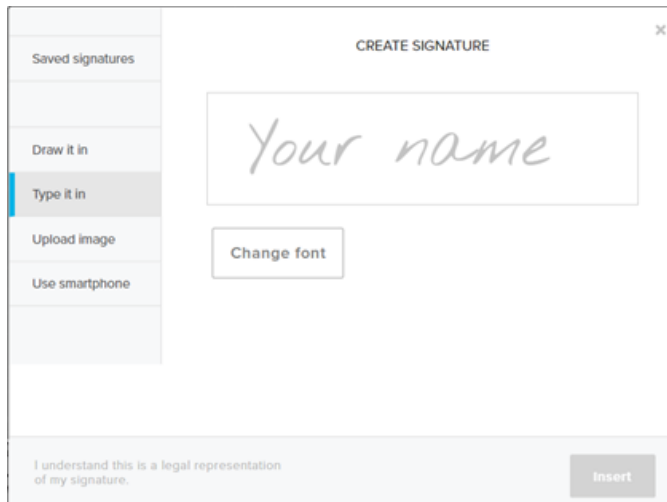 CREATE SIGNATURE
×
Saved signatures
Draw it in
Type it in
Upload image
Use smartphone
Your name
Change font
I understand this is a legal representation
of my signature.
Insert